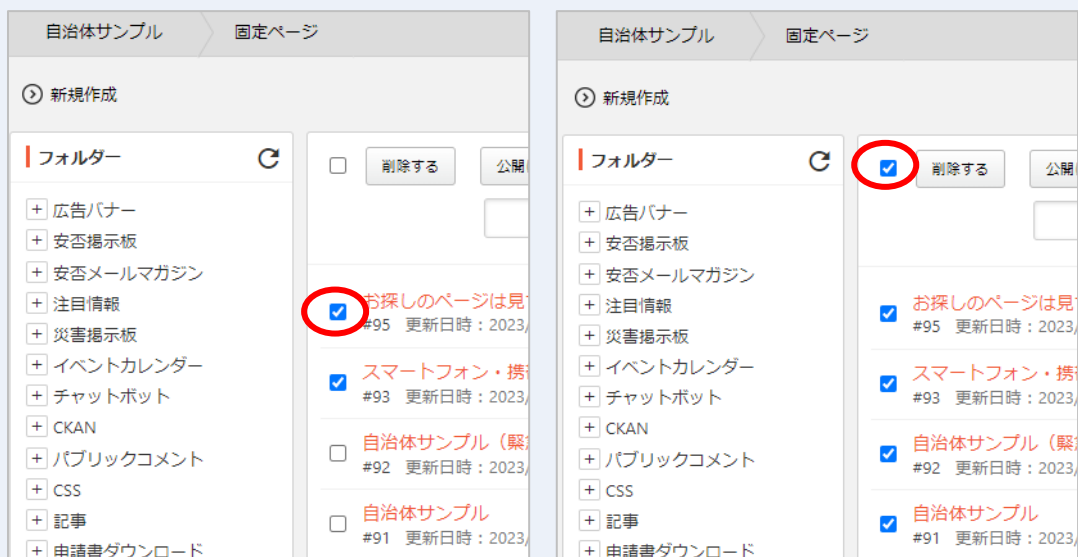 自治体サンプル 固定ページ
新規作成
フォルダー
広告バナー
安否掲示板
安否メールマガジン
注目情報
災害掲示板
イベントカレンダー
チャットボット
CKAN
パブリックコメント
CSS
記事
申請書ダウンロード
削除する 公開
お探しのページは見
#95 更新日時：2023/
スマートフォン・携
#93 更新日時：2023/
自治体サンプル（緊
#92 更新日時：2023/
自治体サンプル
#91 更新日時：2023/
自治体サンプル 固定ページ
新規作成
フォルダー
広告バナー
安否掲示板
安否メールマガジン
注目情報
災害掲示板
イベントカレンダー
チャットボット
CKAN
パブリックコメント
CSS
記事
申請書ダウンロード
削除する 公開
お探しのページは見
#95 更新日時：2023/
スマートフォン・携
#93 更新日時：2023/
自治体サンプル（緊
#92 更新日時：2023/
自治体サンプル
#91 更新日時：2023/